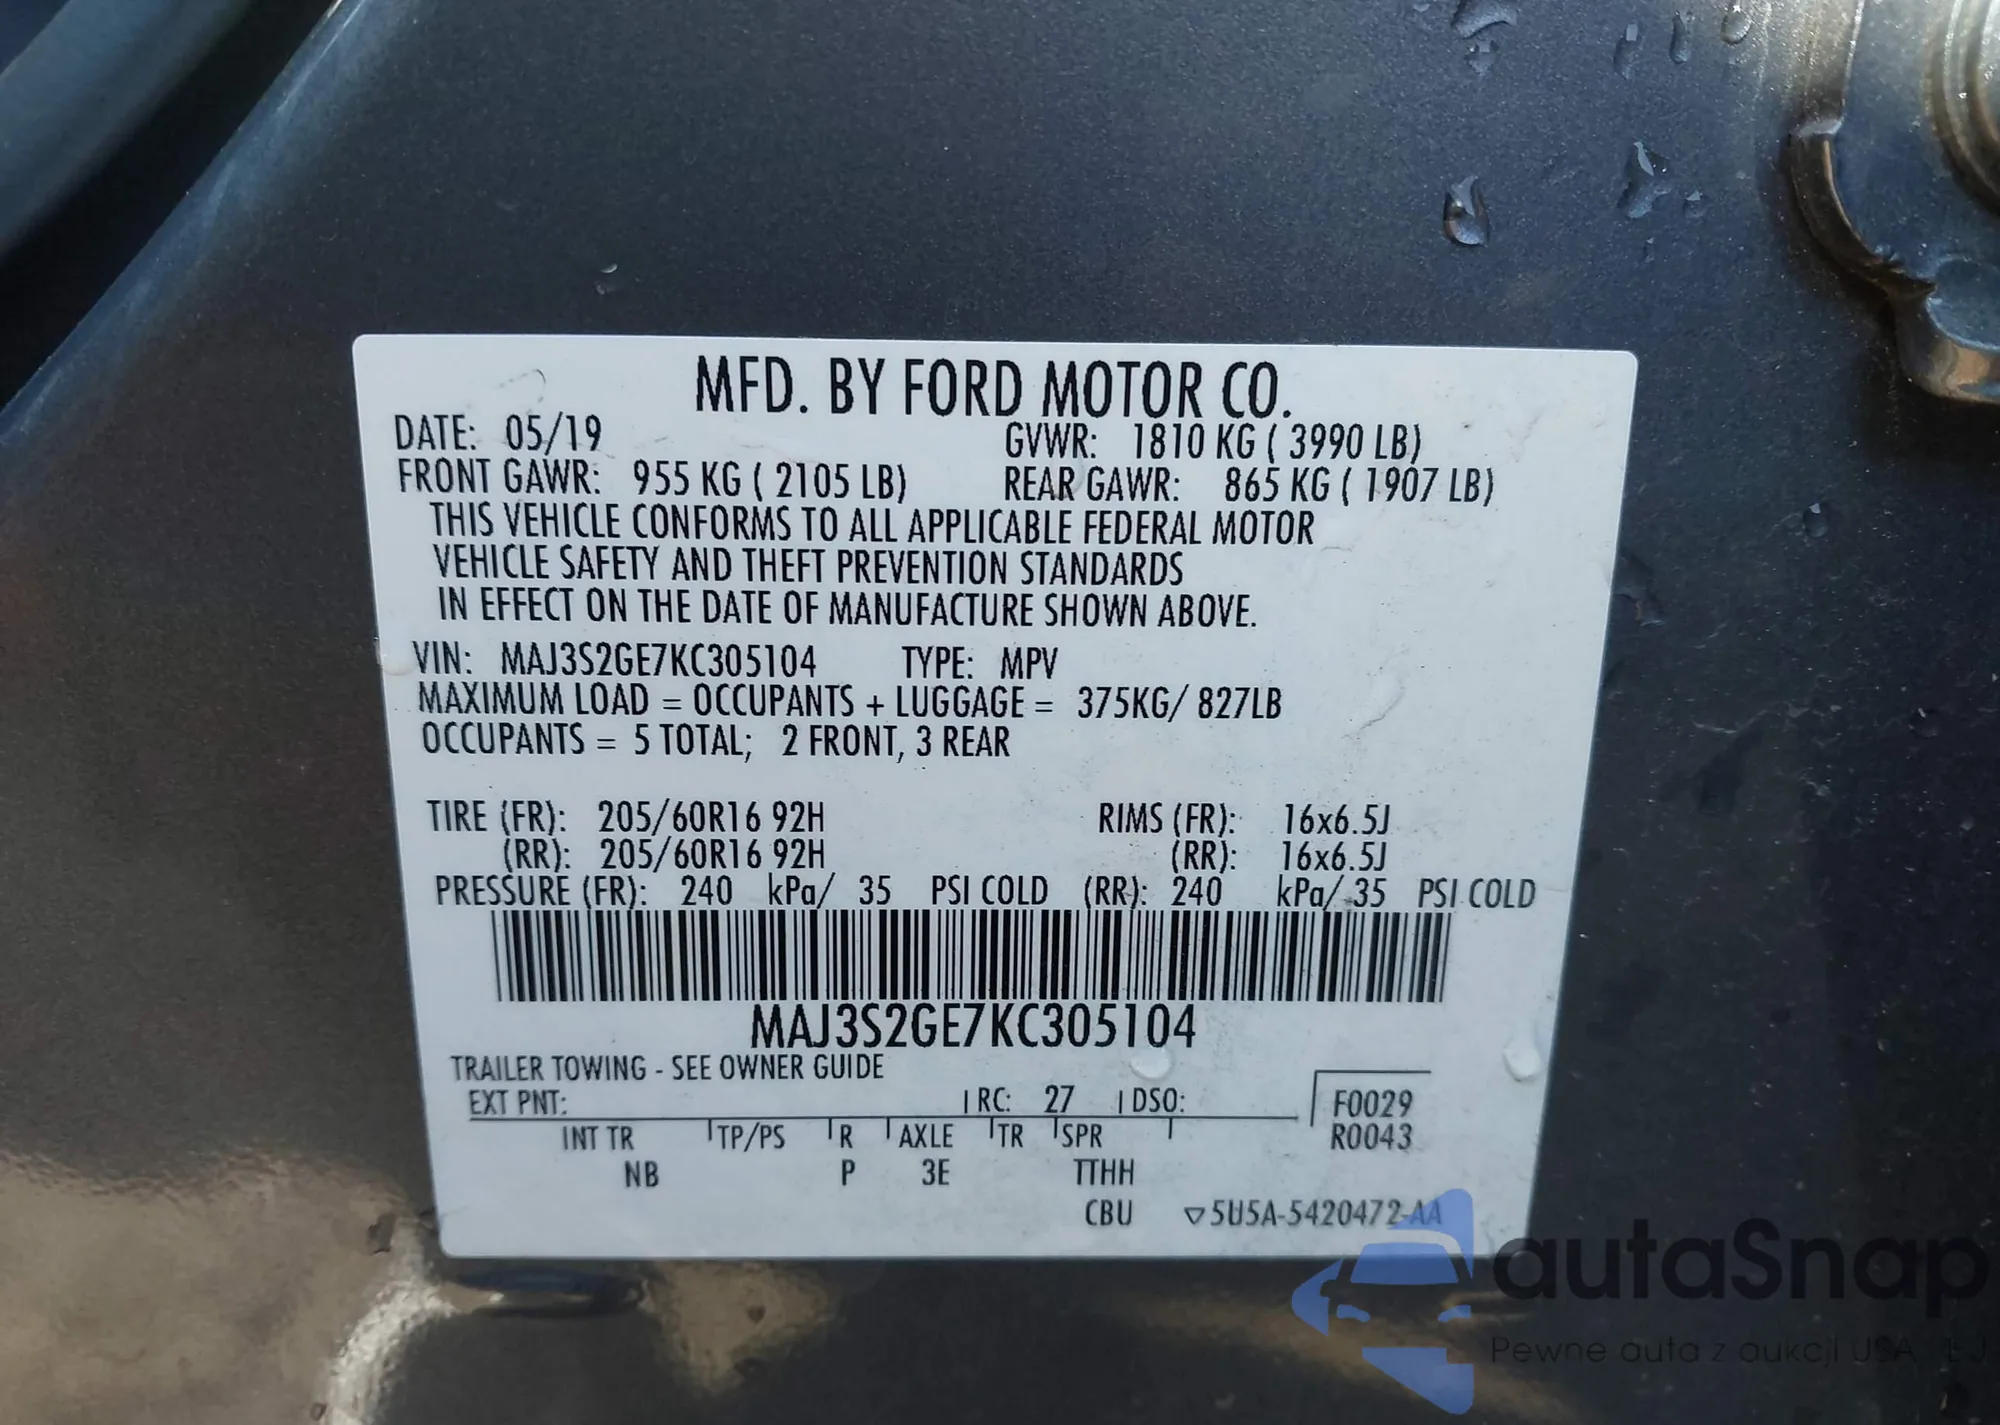 MFD. BY FORD MOTOR CO.
DATE: 05/19 GVWR: 1810 KG ( 3990 LB)
FRONT GAWR: 955 KG ( 2105 LB) REAR GAWR: 865 KG ( 1907 LB)
THIS VEHICLE CONFORMS TO ALL APPLICABLE FEDERAL MOTOR
VEHICLE SAFETY AND THEFT PREVENTION STANDARDS
IN EFFECT ON THE DATE OF MANUFACTURE SHOWN ABOVE.
VIN: MAJ3S2GE7KC305104 TYPE: MPV
MAXIMUM LOAD = OCCUPANTS + LUGGAGE = 375KG/ 827LB
OCCUPANTS = 5 TOTAL; 2 FRONT, 3 REAR
TIRE (FR): 205/60R16 92H RIMS (FR): 16x6.5J
(RR): 205/60R16 92H (RR): 16x6.5J
PRESSURE (FR): 240 kPa/ 35 PSI COLD (RR): 240 kPa/ 35 PSI COLD
MAJ3S2GE7KC305104
TRAILER TOWING - SEE OWNER GUIDE
EXT PNT: RC: 27 DSO: F0029
INT TR TP/PS R AXLE TR SPR R0043
NB P 3E TTHH
CBU ▽5U5A-5420472-AA
autaSnap
Pewne auta z aukcji USA